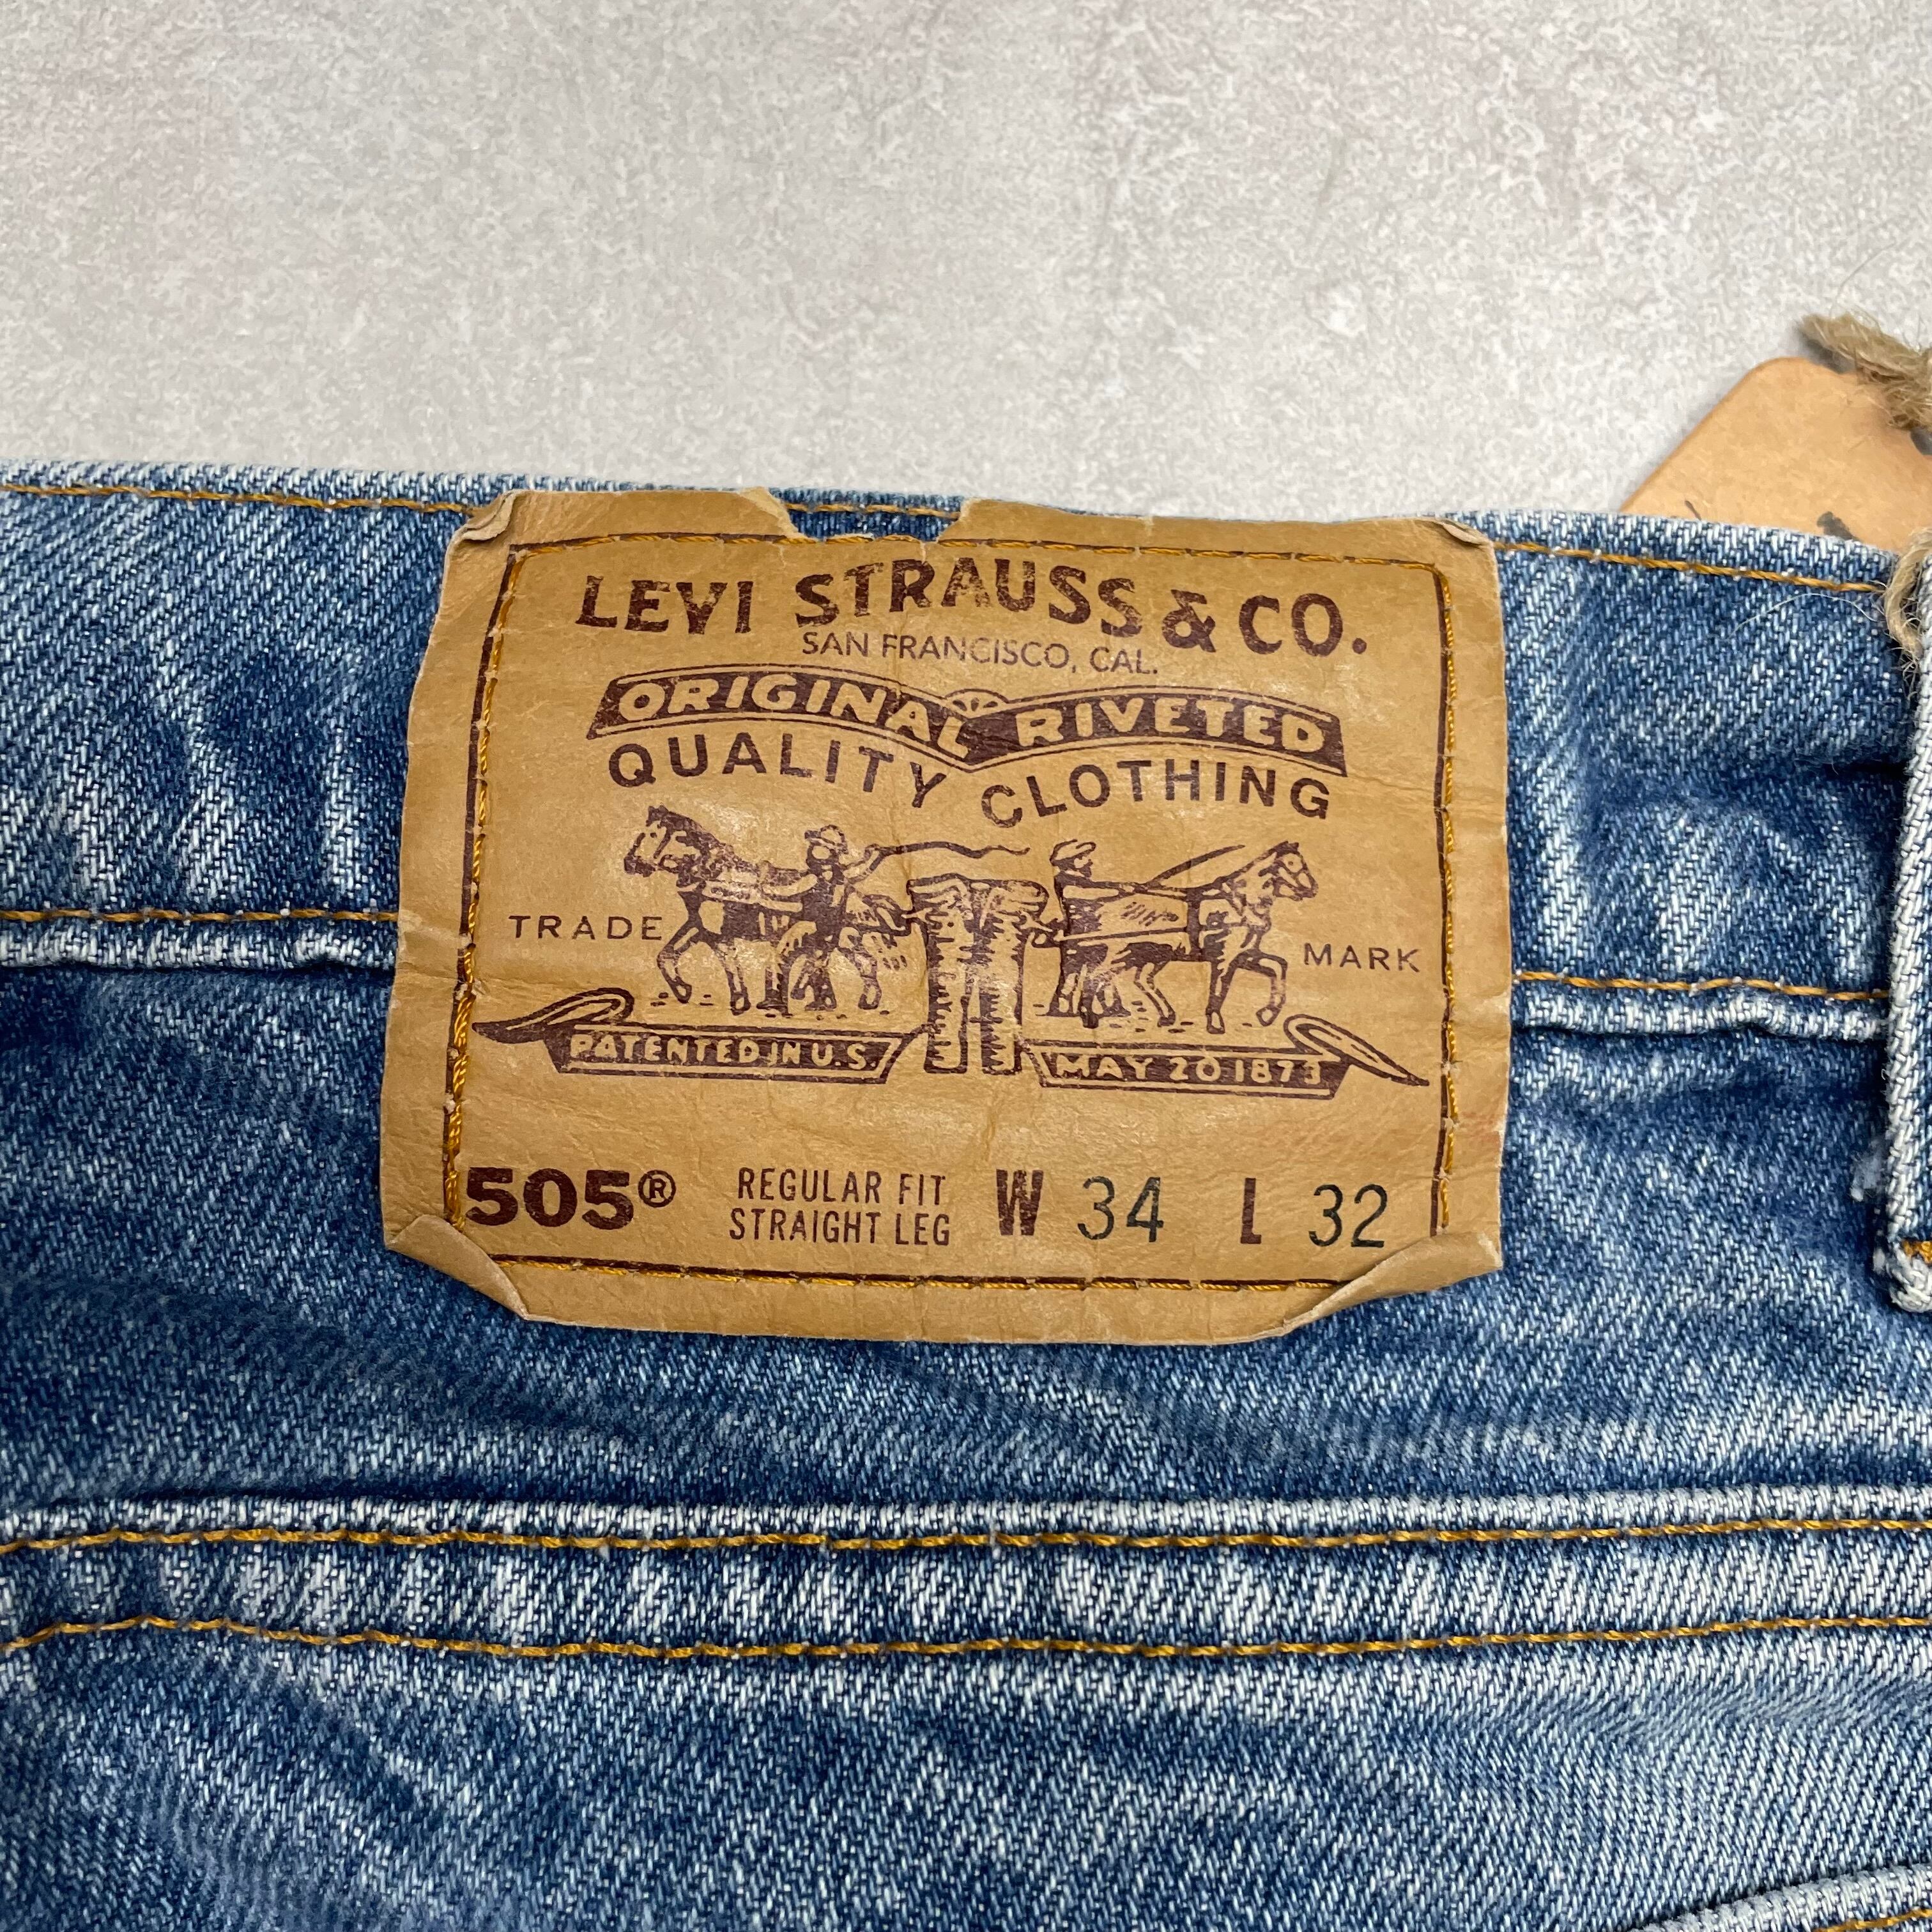 LEVI STRAUSS & CO.
SAN FRANCISCO, CAL.
ORIGINAL RIVETED
QUALITY CLOTHING
TRADE MARK
PATENTED IN U.S. MAY 20 1873
505® REGULAR FIT STRAIGHT LEG W 34 L 32